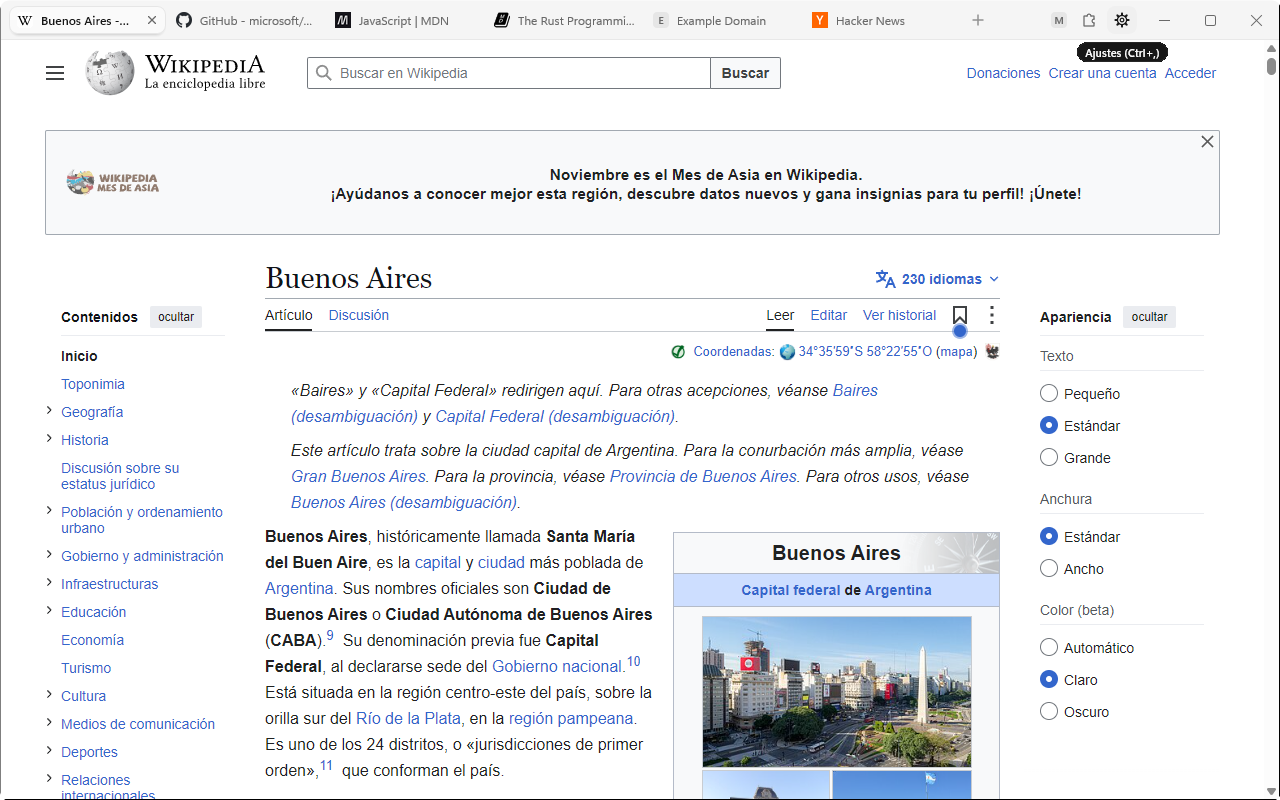 Buenos Aires -...
GitHub - microsoft/...
JavaScript | MDN
The Rust Programmi...
E Example Domain
Y Hacker News
M
Ajustes (Ctrl+,)
WIKIPEDIA
La enciclopedia libre
Buscar en Wikipedia
Buscar
Donaciones Crear una cuenta Acceder
WIKIPEDIA
MES DE ASIA
Noviembre es el Mes de Asia en Wikipedia.
¡Ayúdanos a conocer mejor esta región, descubre datos nuevos y gana insignias para tu perfil! ¡Únete!
Buenos Aires
230 idiomas
Artículo Discusión
Leer Editar Ver historial
Coordenadas: 34°35′59″S 58°22′55″O (mapa)
Contenidos ocultar
Inicio
Toponimia
Geografía
Historia
Discusión sobre su
estatus jurídico
Población y ordenamiento
urbano
Gobierno y administración
Infraestructuras
Educación
Economía
Turismo
Cultura
Medios de comunicación
Deportes
Relaciones
internacionales
«Baires» y «Capital Federal» redirigen aquí. Para otras acepciones, véanse Baires
(desambiguación) y Capital Federal (desambiguación).
Este artículo trata sobre la ciudad capital de Argentina. Para la conurbación más amplia, véase
Gran Buenos Aires. Para la provincia, véase Provincia de Buenos Aires. Para otros usos, véase
Buenos Aires (desambiguación).
Buenos Aires, históricamente llamada Santa María
del Buen Aire, es la capital y ciudad más poblada de
Argentina. Sus nombres oficiales son Ciudad de
Buenos Aires o Ciudad Autónoma de Buenos Aires
(CABA).9 Su denominación previa fue Capital
Federal, al declararse sede del Gobierno nacional.10
Está situada en la región centro-este del país, sobre la
orilla sur del Río de la Plata, en la región pampeana.
Es uno de los 24 distritos, o «jurisdicciones de primer
orden»,11 que conforman el país.
Buenos Aires
Capital federal de Argentina
Apariencia ocultar
Texto
Pequeño
Estándar
Grande
Anchura
Estándar
Ancho
Color (beta)
Automático
Claro
Oscuro